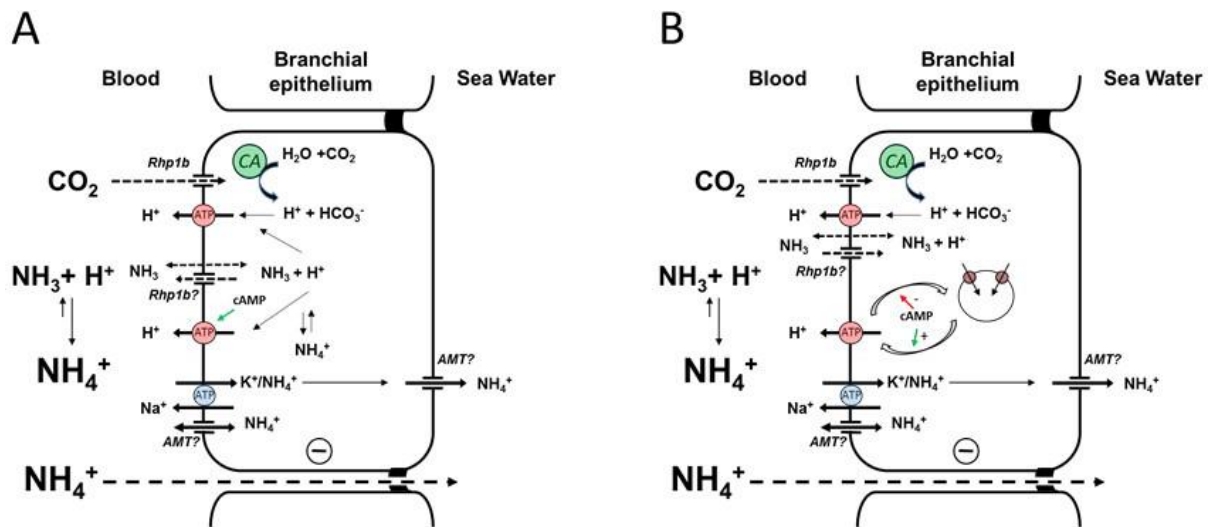 A
Blood
Branchial
epithelium
Sea Water
Rhp1b
CA
H₂O +CO₂
CO₂
H⁺
ATP
H⁺ + HCO₃⁻
NH₃
NH₃ + H⁺
Rhp1b?
NH₃+ H⁺
cAMP
H⁺
ATP
NH₄⁺
NH₄⁺
AMT?
K⁺/NH₄⁺
NH₄⁺
ATP
Na⁺
NH₄⁺
AMT?
−
NH₄⁺
B
Blood
Branchial
epithelium
Sea Water
Rhp1b
CA
H₂O +CO₂
CO₂
H⁺
ATP
H⁺ + HCO₃⁻
NH₃
NH₃ + H⁺
Rhp1b?
NH₃+ H⁺
-
cAMP
+
H⁺
ATP
NH₄⁺
AMT?
K⁺/NH₄⁺
NH₄⁺
ATP
Na⁺
NH₄⁺
AMT?
−
NH₄⁺